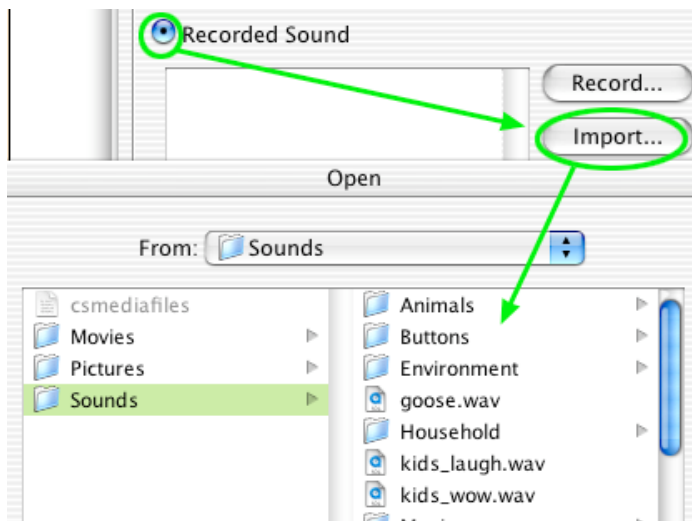 Recorded Sound
Record...
Import...
Open
From: Sounds
csmediafiles
Movies
Pictures
Sounds
Animals
Buttons
Environment
goose.wav
Household
kids_laugh.wav
kids_wow.wav